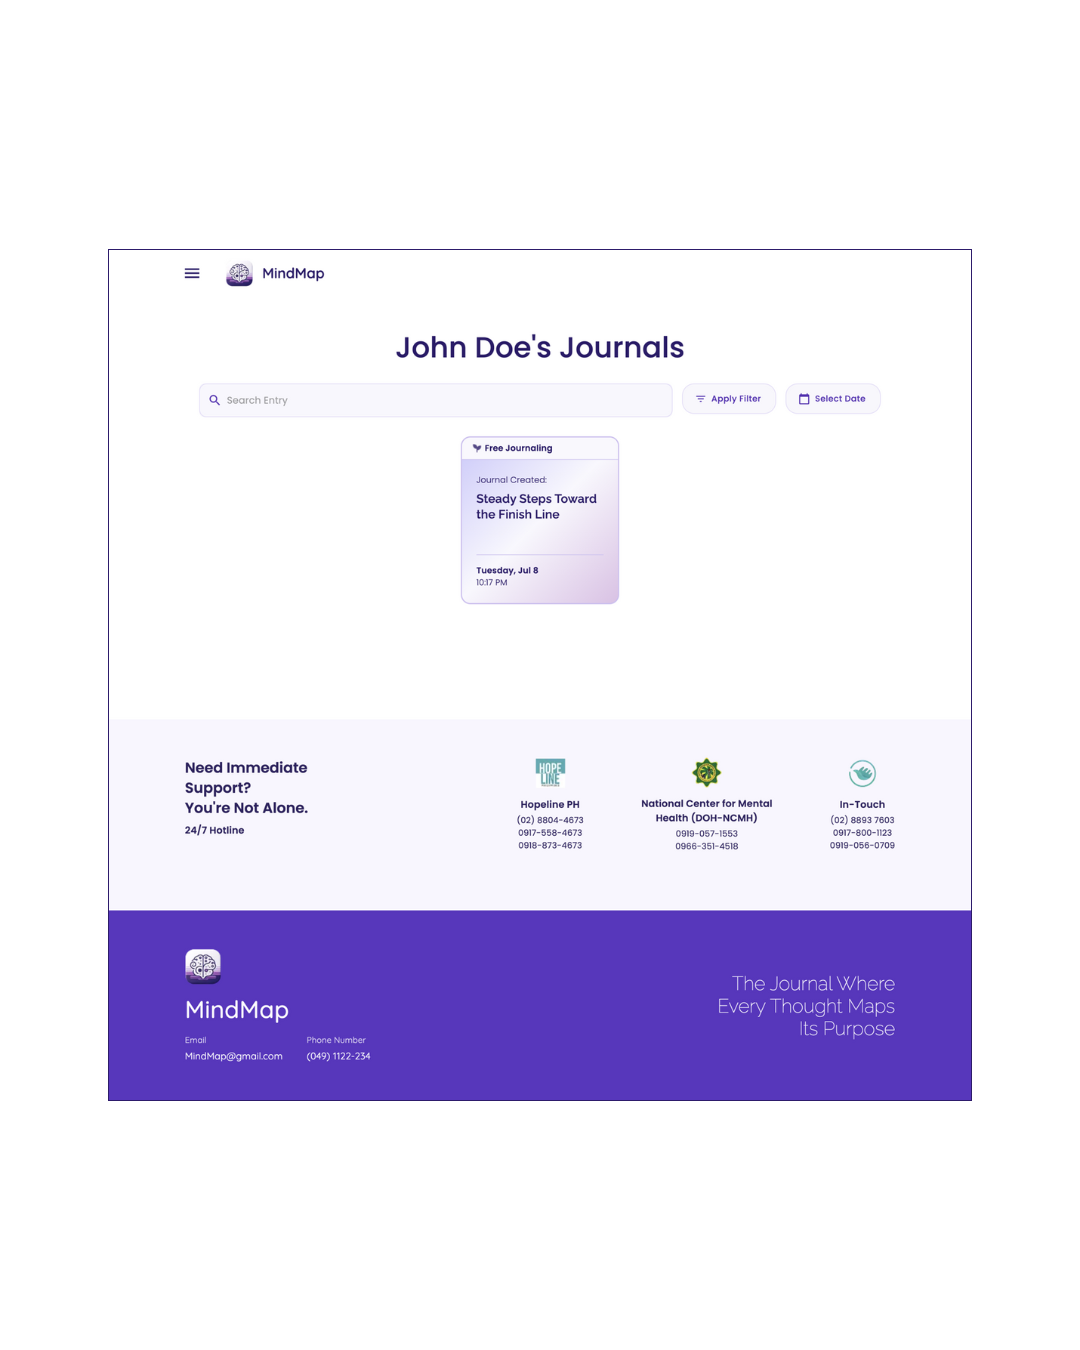 MindMap
John Doe's Journals
Search Entry
Apply Filter
Select Date
Free Journaling
Journal Created:
Steady Steps Toward
the Finish Line
Tuesday, Jul 8
10:17 PM
Need Immediate
Support?
You're Not Alone.
24/7 Hotline
HOPE
LINE
Hopeline PH
(02) 8804-4673
0917-558-4673
0918-873-4673
National Center for Mental
Health (DOH-NCMH)
0919-057-1553
0966-351-4518
In-Touch
(02) 8893 7603
0917-800-1123
0919-056-0709
MindMap
Email
MindMap@gmail.com
Phone Number
(049) 1122-234
The Journal Where
Every Thought Maps
Its Purpose